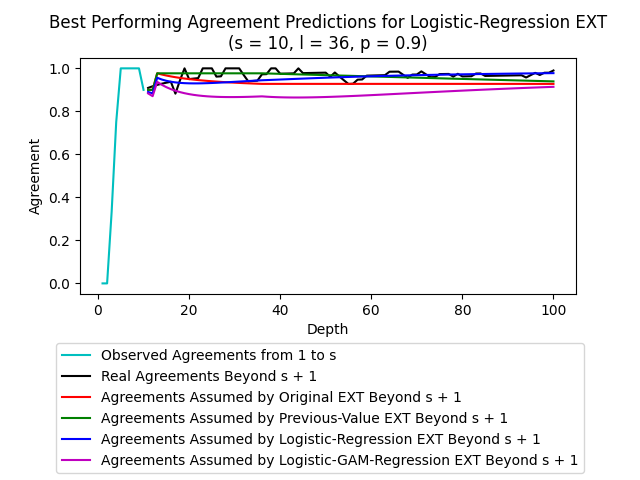 Best Performing Agreement Predictions for Logistic-Regression EXT
(s = 10, l = 36, p = 0.9)
1.0
0.8
0.6
0.4
0.2
0.0
Agreement
0
20
40
60
80
100
Depth
Observed Agreements from 1 to s
Real Agreements Beyond s + 1
Agreements Assumed by Original EXT Beyond s + 1
Agreements Assumed by Previous-Value EXT Beyond s + 1
Agreements Assumed by Logistic-Regression EXT Beyond s + 1
Agreements Assumed by Logistic-GAM-Regression EXT Beyond s + 1